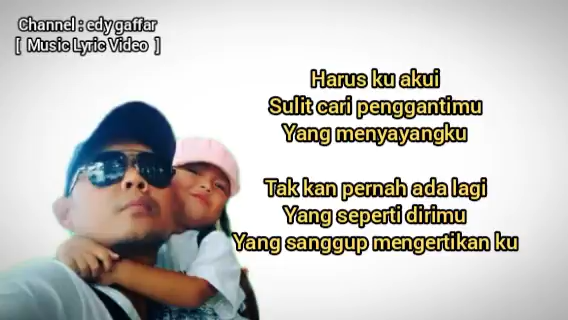 Channel : edy gaffar
[ Music Lyric Video ]
Harus ku akui
Sulit cari penggantimu
Yang menyayangku
Tak kan pernah ada lagi
Yang seperti dirimu
Yang sanggup mengertikan ku